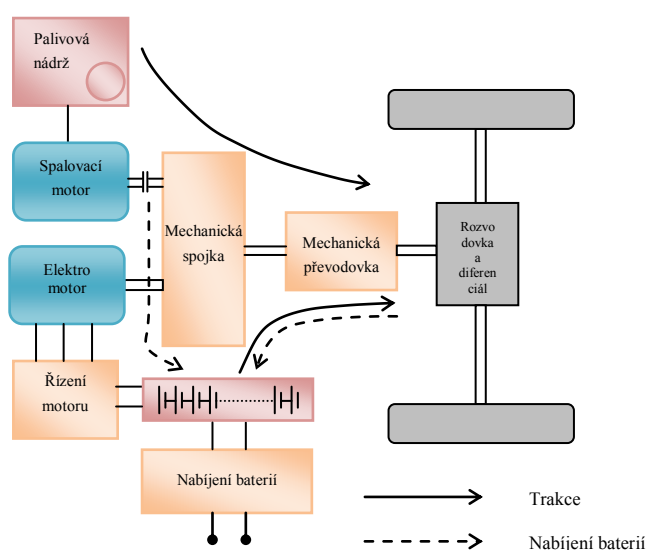 Palivová
nádrž
Spalovací
motor
Mechanická
spojka
Mechanická
převodovka
Rozvo
dovka
a
diferen
ciál
Elektro
motor
Řízení
motoru
Nabíjení baterií
Trakce
Nabíjení baterií